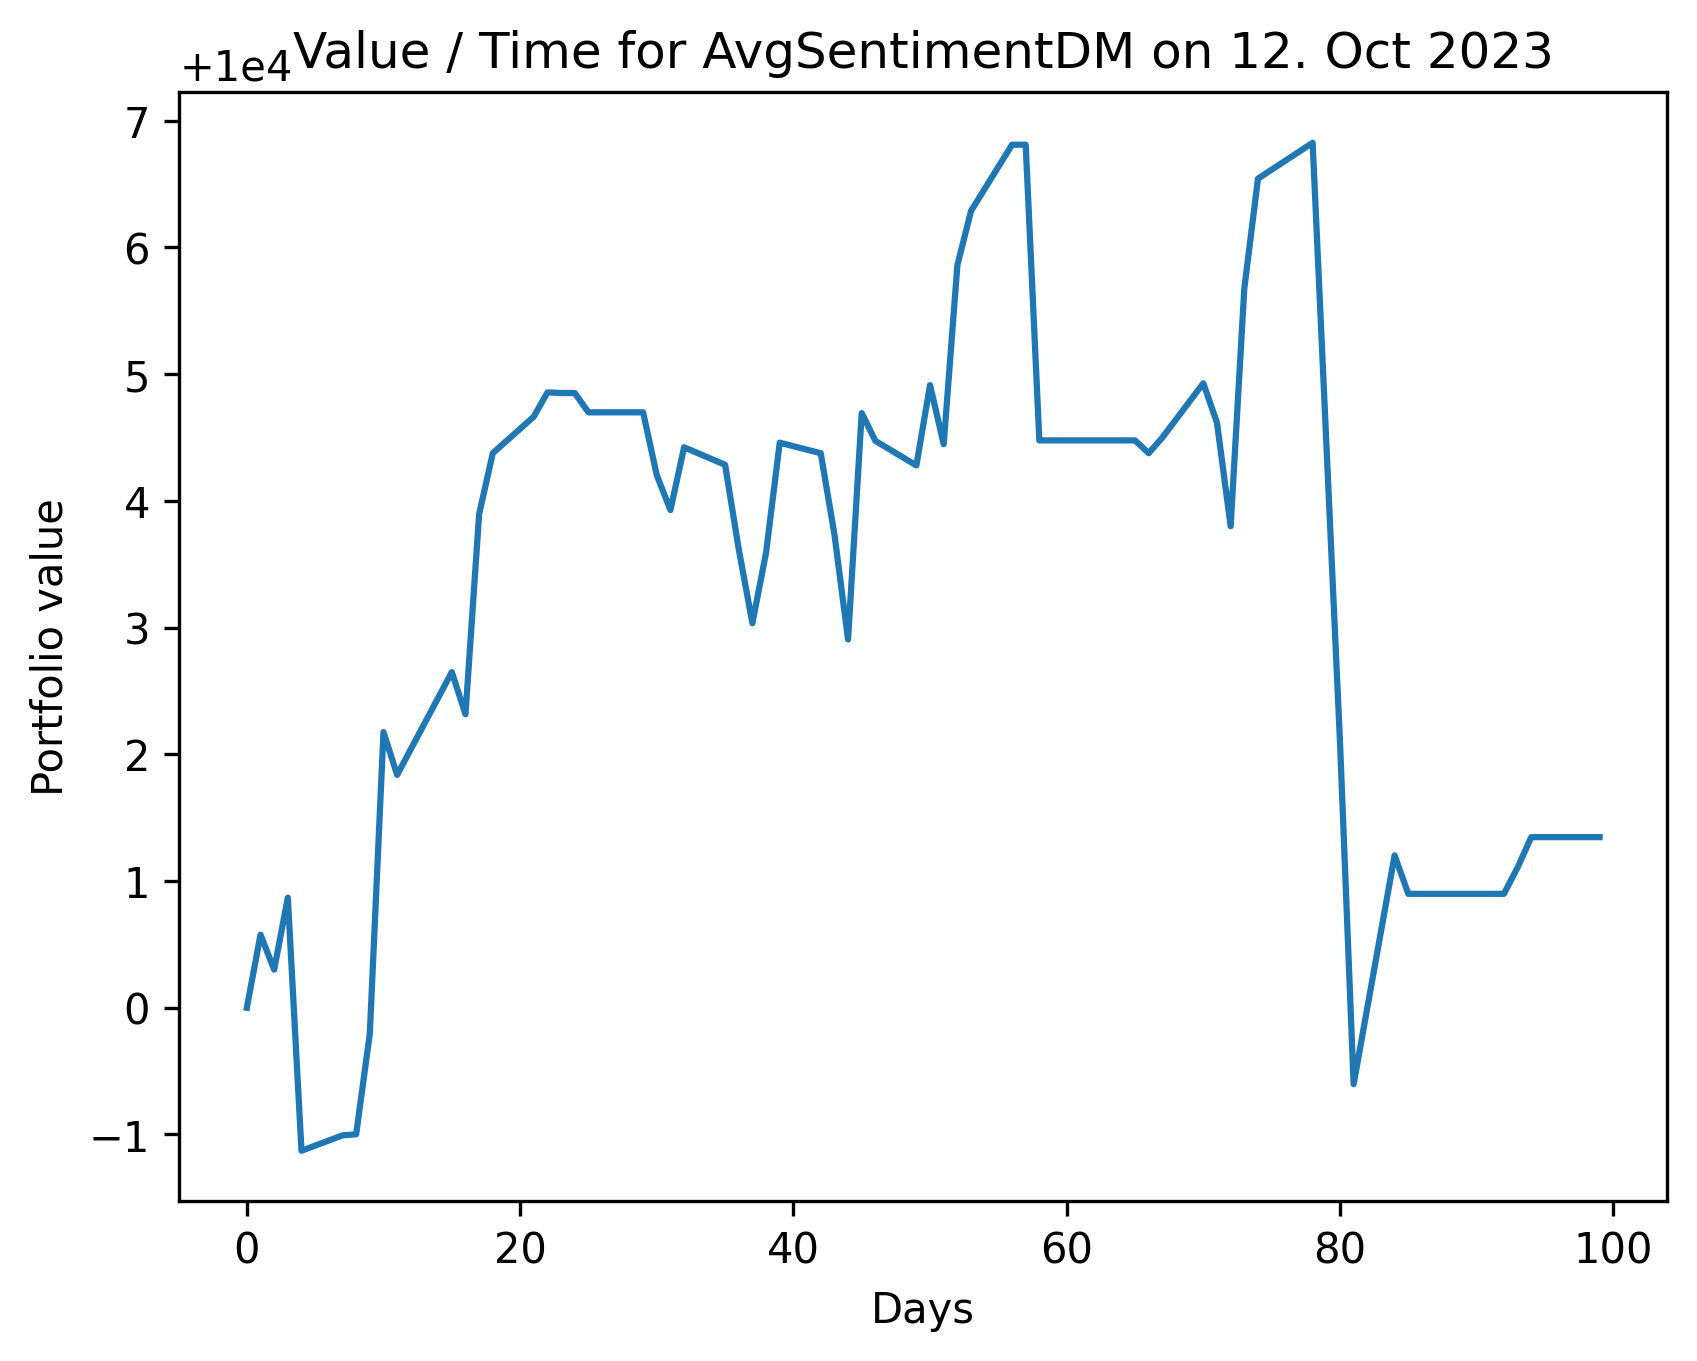 Value / Time for AvgSentimentDM on 12. Oct 2023
+1e4
7
6
5
4
3
2
1
0
−1
Portfolio value
0 20 40 60 80 100
Days